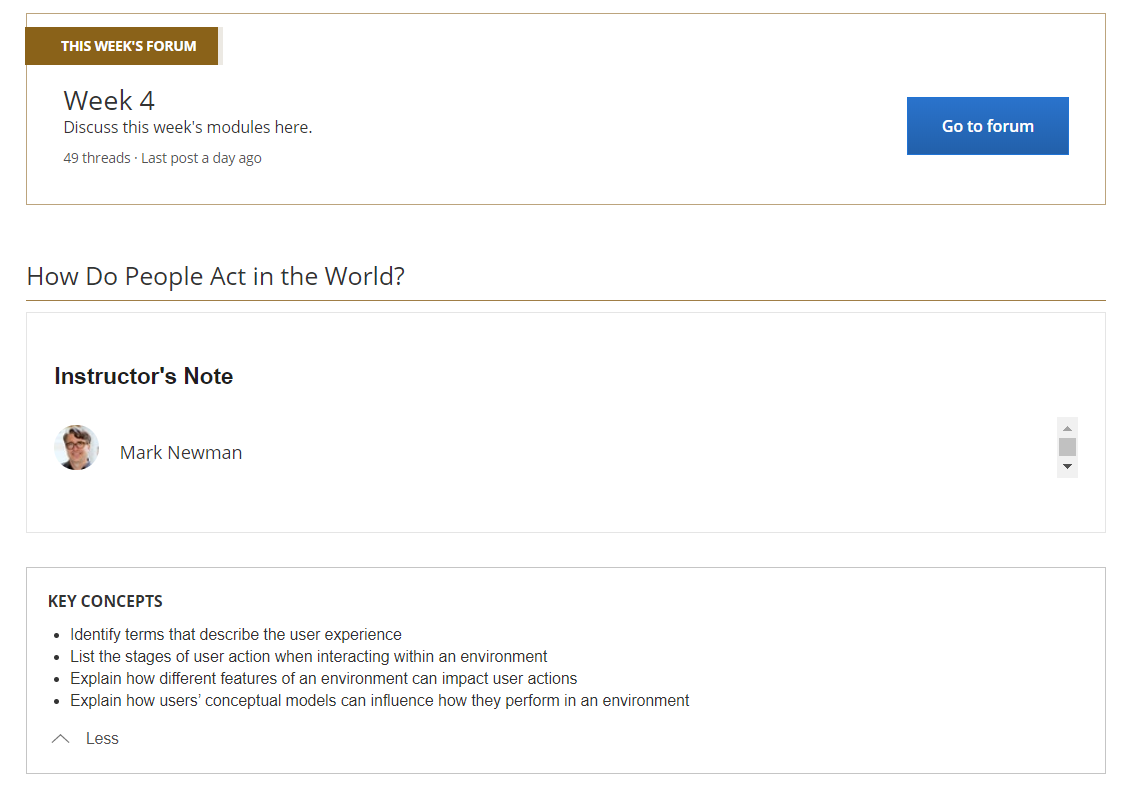 THIS WEEK'S FORUM
Week 4
Discuss this week's modules here.
49 threads · Last post a day ago
Go to forum
How Do People Act in the World?
Instructor's Note
Mark Newman
KEY CONCEPTS
• Identify terms that describe the user experience
• List the stages of user action when interacting within an environment
• Explain how different features of an environment can impact user actions
• Explain how users’ conceptual models can influence how they perform in an environment
Less